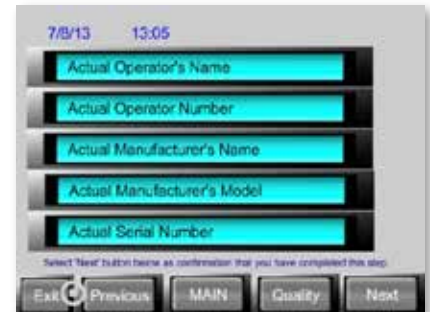 7/8/13 13:05
Actual Operator's Name
Actual Operator Number
Actual Manufacturer's Name
Actual Manufacturer's Model
Actual Serial Number
Select 'Next' button below as confirmation that you have completed this step.
Exit Previous MAIN Quality Next